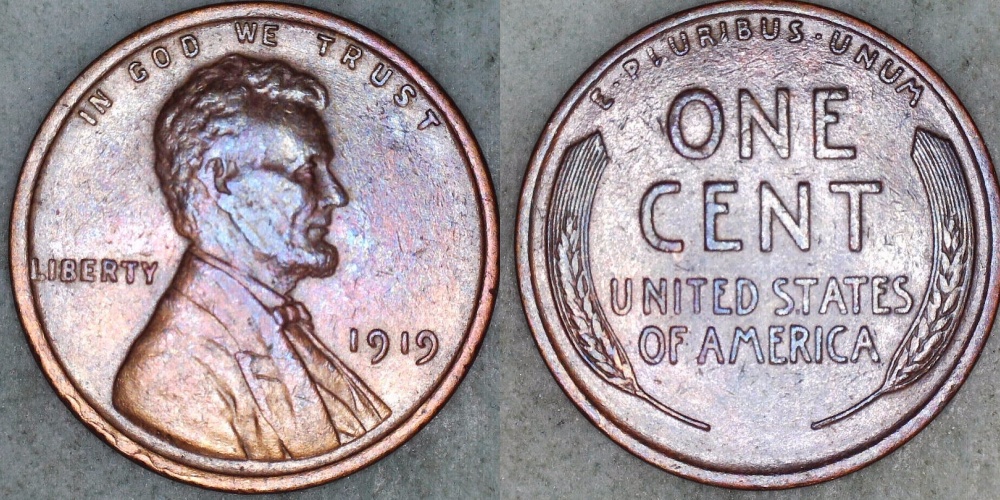 IN GOD WE TRUST
LIBERTY
1919
E·PLURIBUS·UNUM
ONE
CENT
UNITED STATES
OF AMERICA